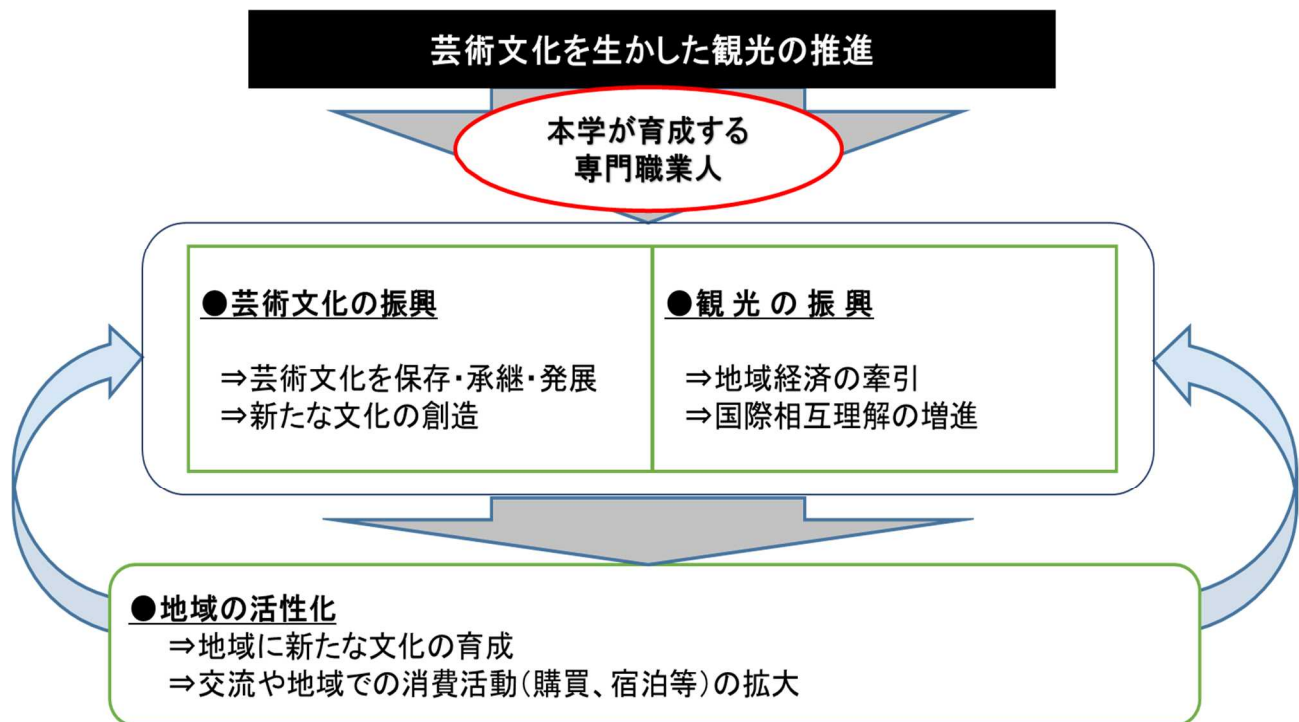 芸術文化を生かした観光の推進
本学が育成する
専門職業人
●芸術文化の振興
⇒芸術文化を保存・承継・発展
⇒新たな文化の創造
●観 光 の 振 興
⇒地域経済の牽引
⇒国際相互理解の増進
●地域の活性化
⇒地域に新たな文化の育成
⇒交流や地域での消費活動(購買、宿泊等)の拡大